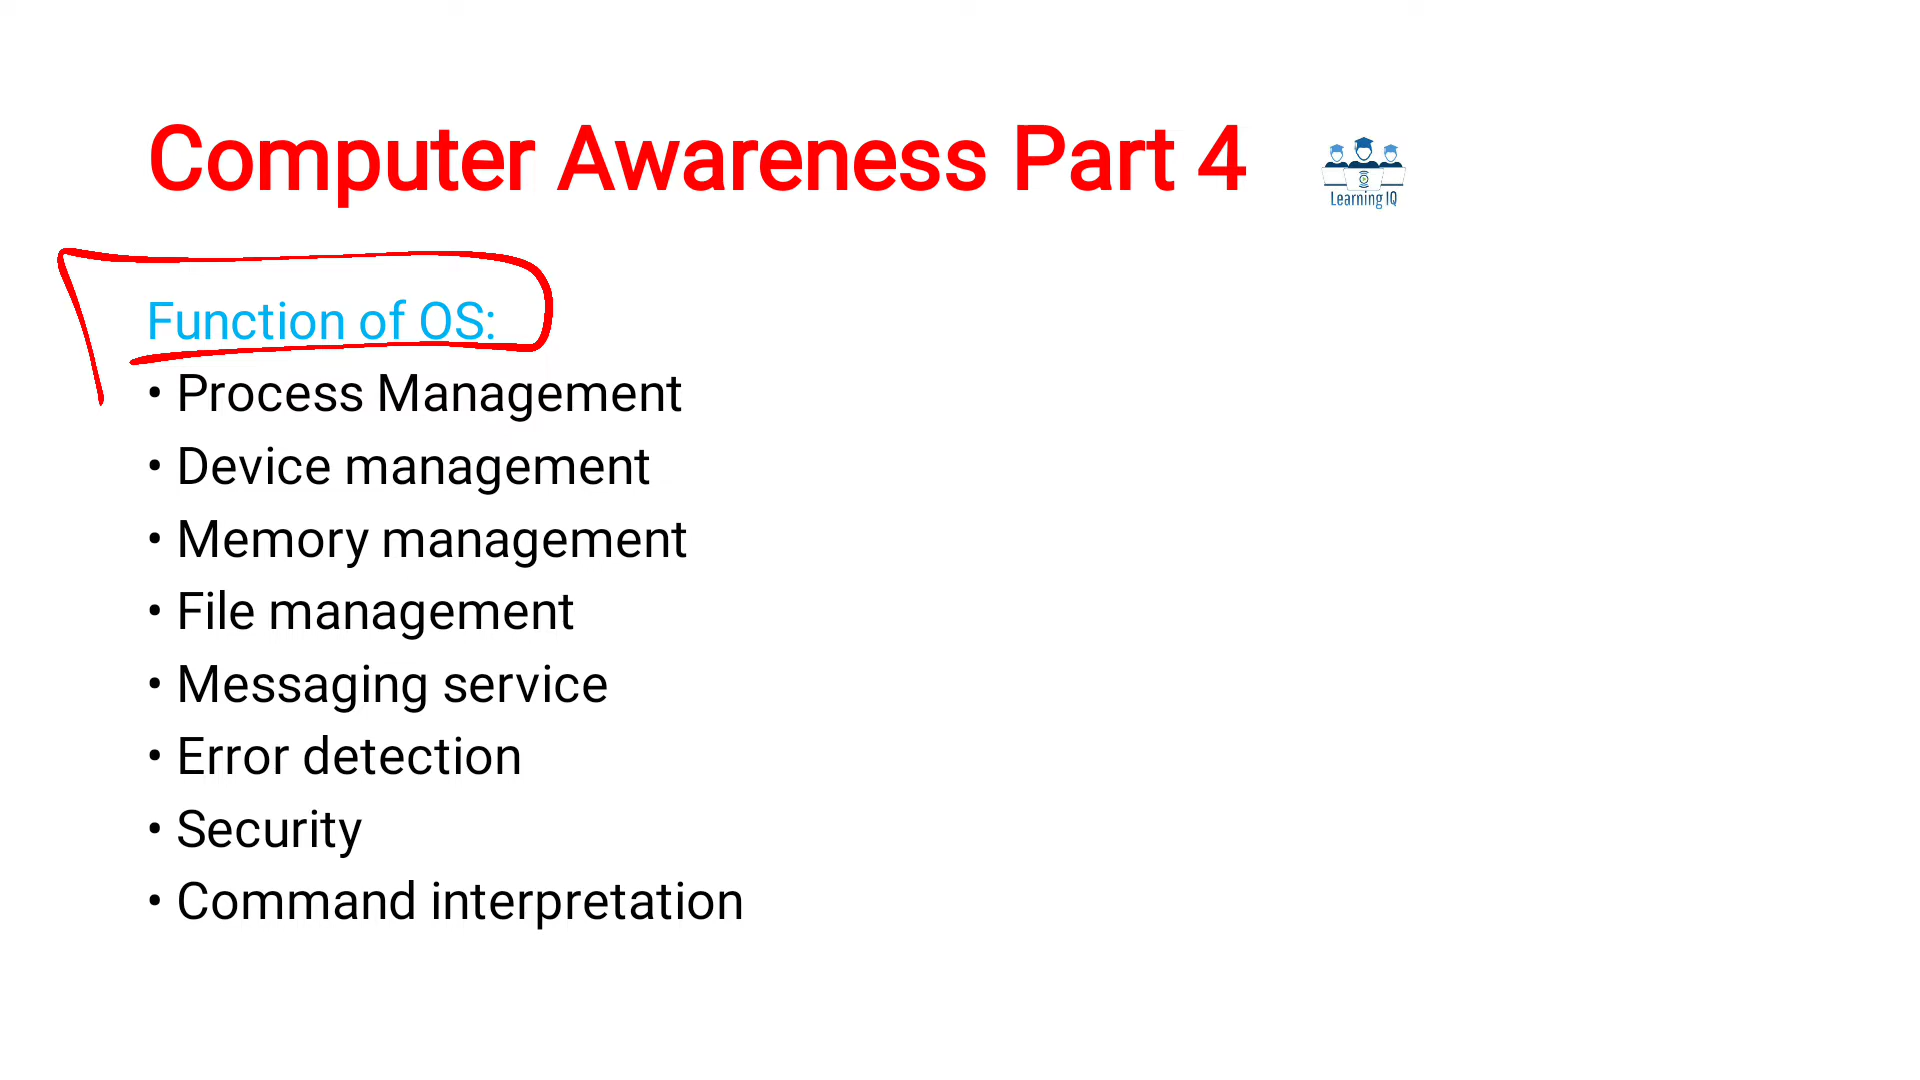 Computer Awareness Part 4
Learning IQ
Function of OS:
• Process Management
• Device management
• Memory management
• File management
• Messaging service
• Error detection
• Security
• Command interpretation